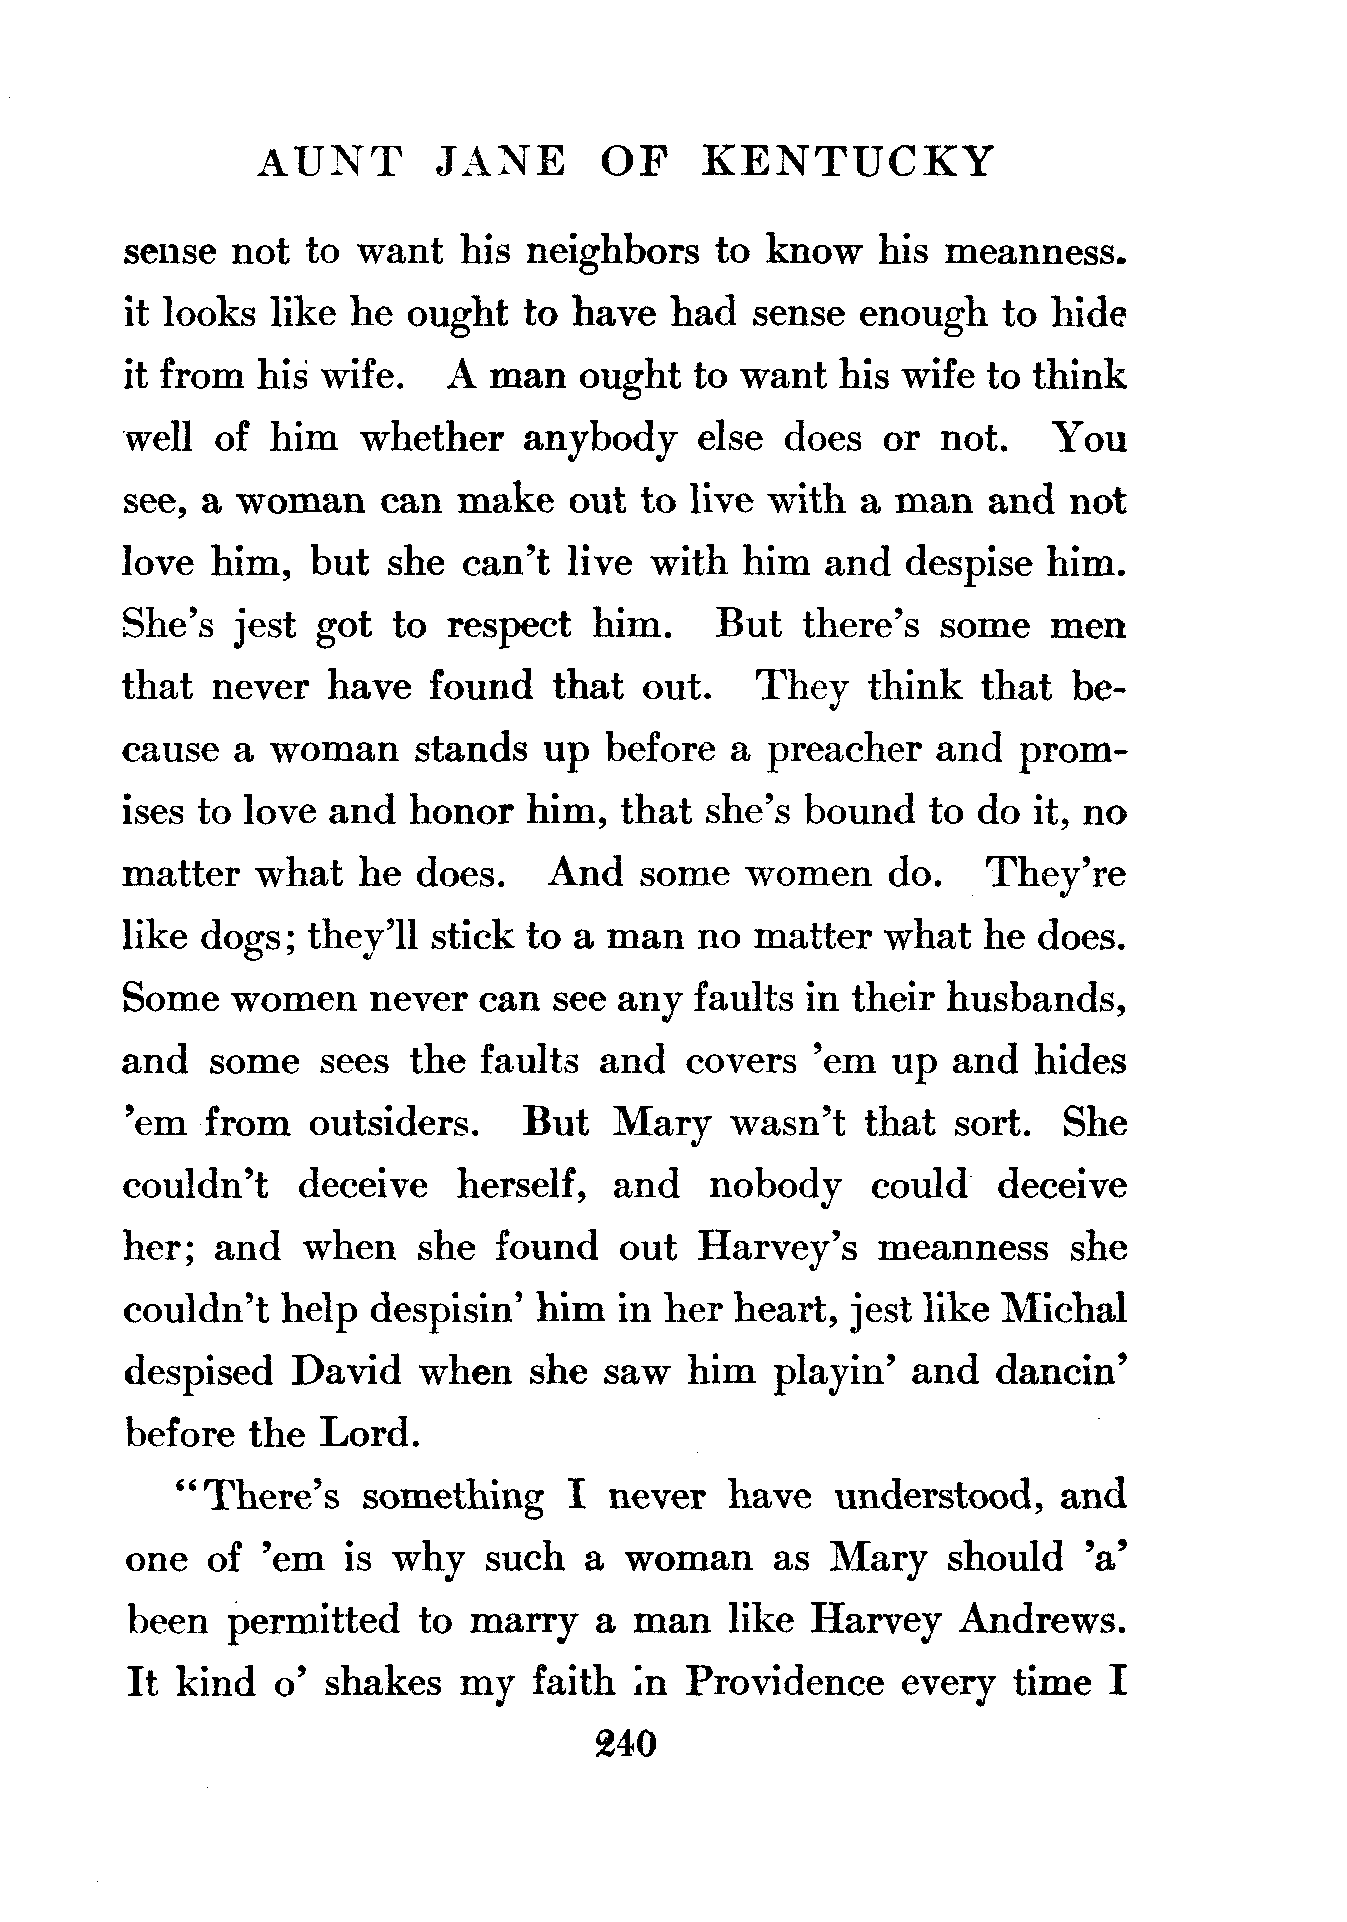 AUNT JANE OF KENTUCKY
sense not to want his neighbors to know his meanness.
it looks like he ought to have had sense enough to hide
it from his wife. A man ought to want his wife to think
well of him whether anybody else does or not. You
see, a woman can make out to live with a man and not
love him, but she can't live with him and despise him.
She's jest got to respect him. But there's some men
that never have found that out. They think that be-
cause a woman stands up before a preacher and prom-
ises to love and honor him, that she's bound to do it, no
matter what he does. And some women do. They're
like dogs; they'll stick to a man no matter what he does.
Some women never can see any faults in their husbands,
and some sees the faults and covers 'em up and hides
'em from outsiders. But Mary wasn't that sort. She
couldn't deceive herself, and nobody could deceive
her; and when she found out Harvey's meanness she
couldn't help despisin' him in her heart, jest like Michal
despised David when she saw him playin' and dancin'
before the Lord.
"There's something I never have understood, and
one of 'em is why such a woman as Mary should 'a'
been permitted to marry a man like Harvey Andrews.
It kind o' shakes my faith in Providence every time I
240